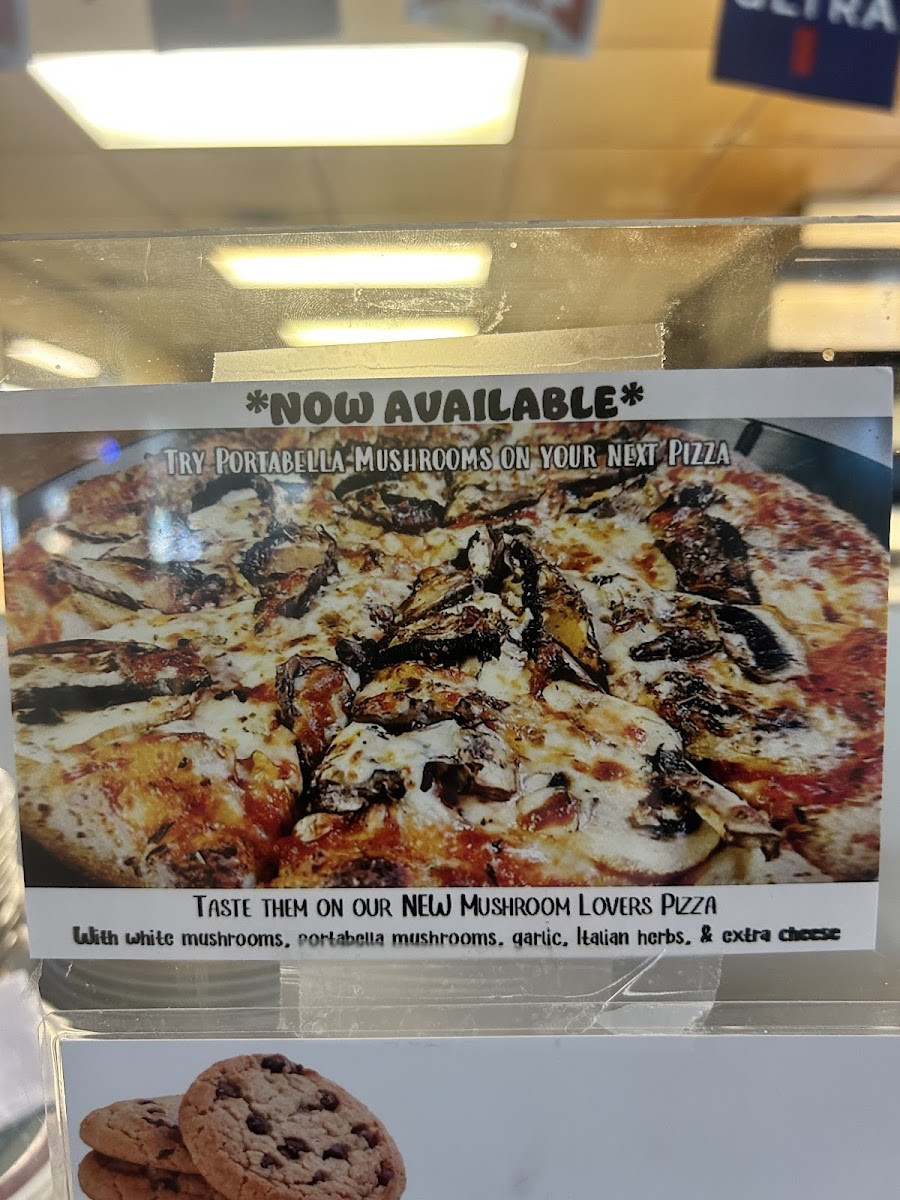 ULTRA
*NOW AVAILABLE*
TRY PORTABELLA MUSHROOMS ON YOUR NEXT PIZZA
TASTE THEM ON OUR NEW MUSHROOM LOVERS PIZZA
With white mushrooms, portabella mushrooms, garlic, Italian herbs, & extra cheese